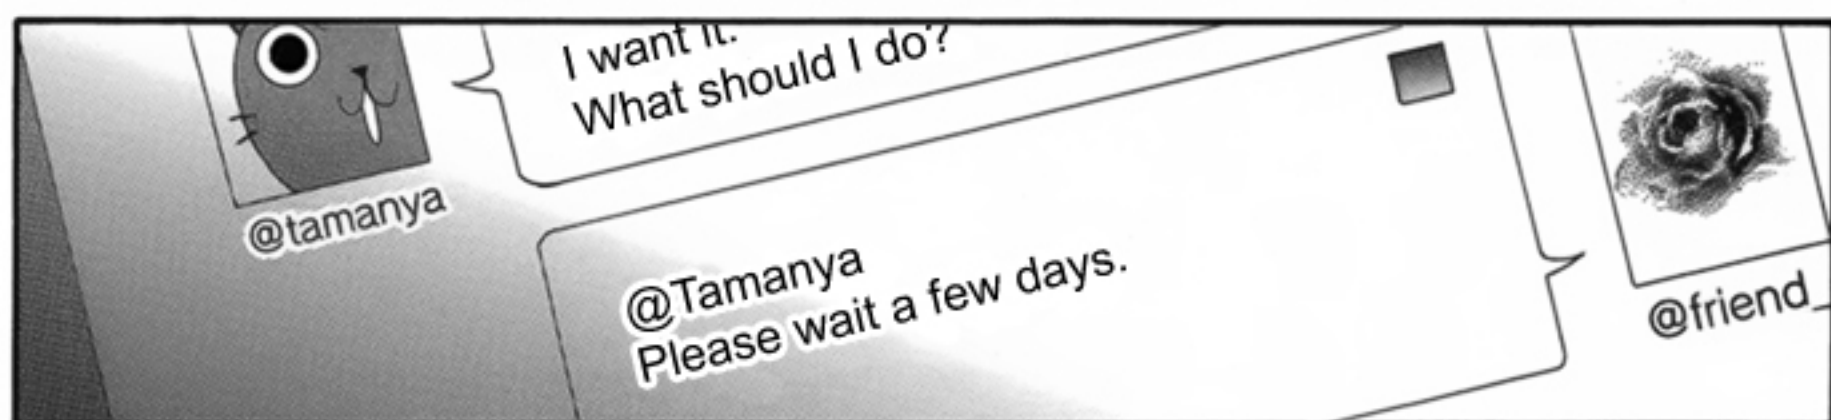 I want it.
What should I do?
@tamanya
@Tamanya
Please wait a few days.
@friend_